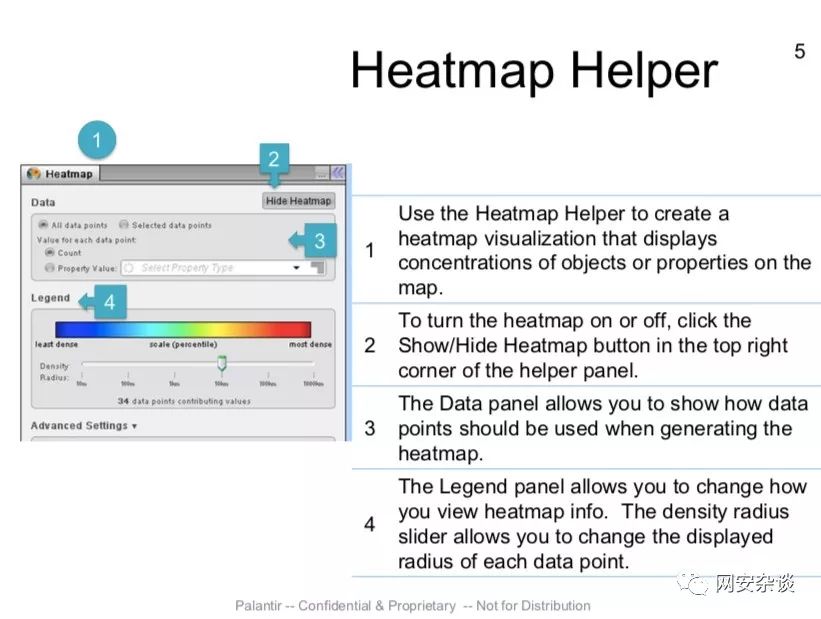 Heatmap Helper
5
1
2
Heatmap
Data
Hide Heatmap
All data points Selected data points
3
Value for each data point:
Count
Property Value: Select Property Type
Legend
4
least dense scale (percentile) most dense
Density
Radius:
10m 100m 1km 10km 100km 1000km
34 data points contributing values
Advanced Settings
1
Use the Heatmap Helper to create a
heatmap visualization that displays
concentrations of objects or properties on the
map.
2
To turn the heatmap on or off, click the
Show/Hide Heatmap button in the top right
corner of the helper panel.
3
The Data panel allows you to show how data
points should be used when generating the
heatmap.
4
The Legend panel allows you to change how
you view heatmap info. The density radius
slider allows you to change the displayed
radius of each data point.
网安杂谈
Palantir -- Confidential & Proprietary -- Not for Distribution